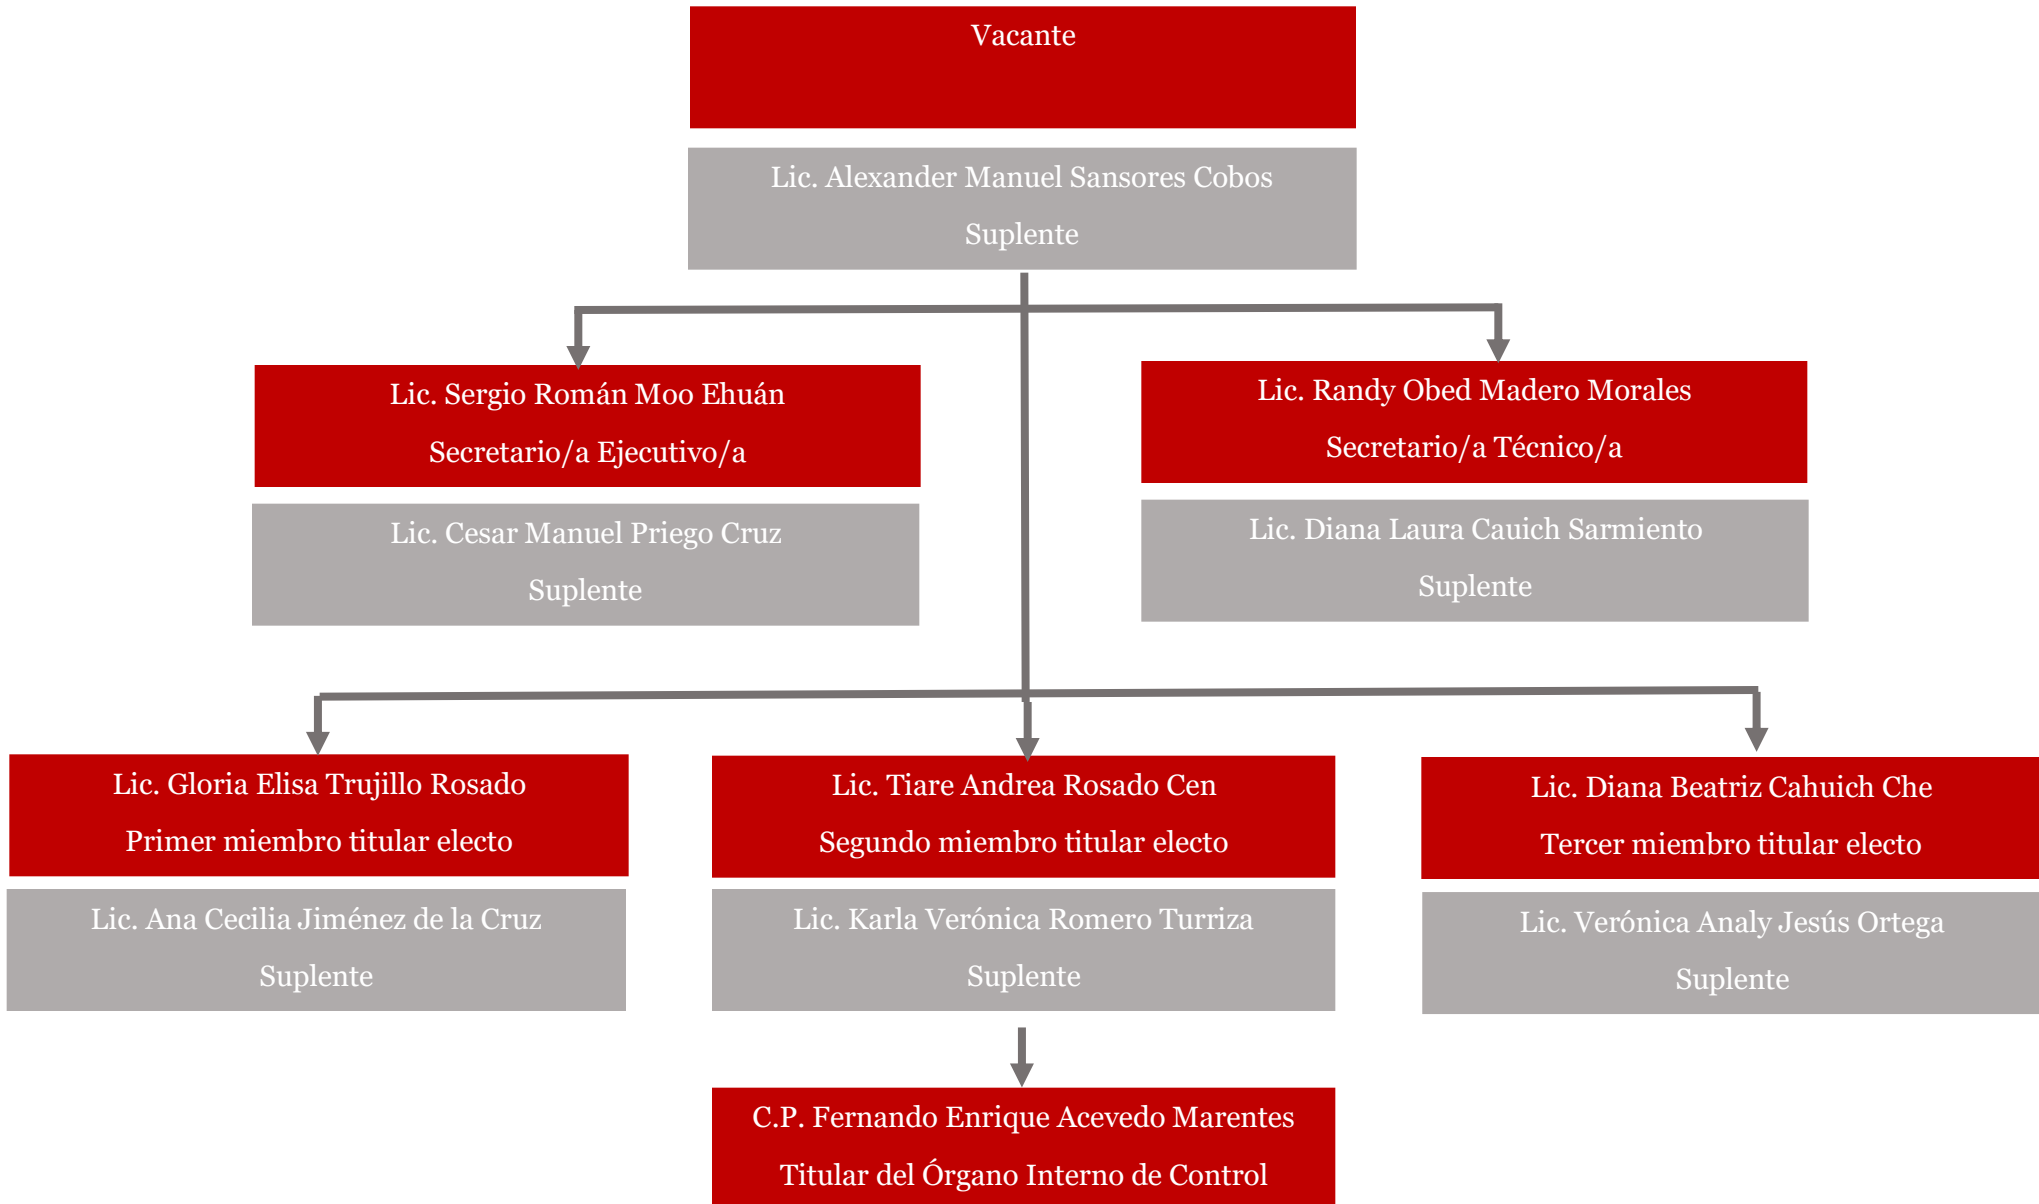 Vacante
Lic. Alexander Manuel Sansores Cobos
Suplente
Lic. Sergio Román Moo Ehuán
Secretario/a Ejecutivo/a
Lic. Cesar Manuel Priego Cruz
Suplente
Lic. Randy Obed Madero Morales
Secretario/a Técnico/a
Lic. Diana Laura Cauich Sarmiento
Suplente
Lic. Gloria Elisa Trujillo Rosado
Primer miembro titular electo
Lic. Ana Cecilia Jiménez de la Cruz
Suplente
Lic. Tiare Andrea Rosado Cen
Segundo miembro titular electo
Lic. Karla Verónica Romero Turriza
Suplente
Lic. Diana Beatriz Cahuich Che
Tercer miembro titular electo
Lic. Verónica Analy Jesús Ortega
Suplente
C.P. Fernando Enrique Acevedo Marentes
Titular del Órgano Interno de Control